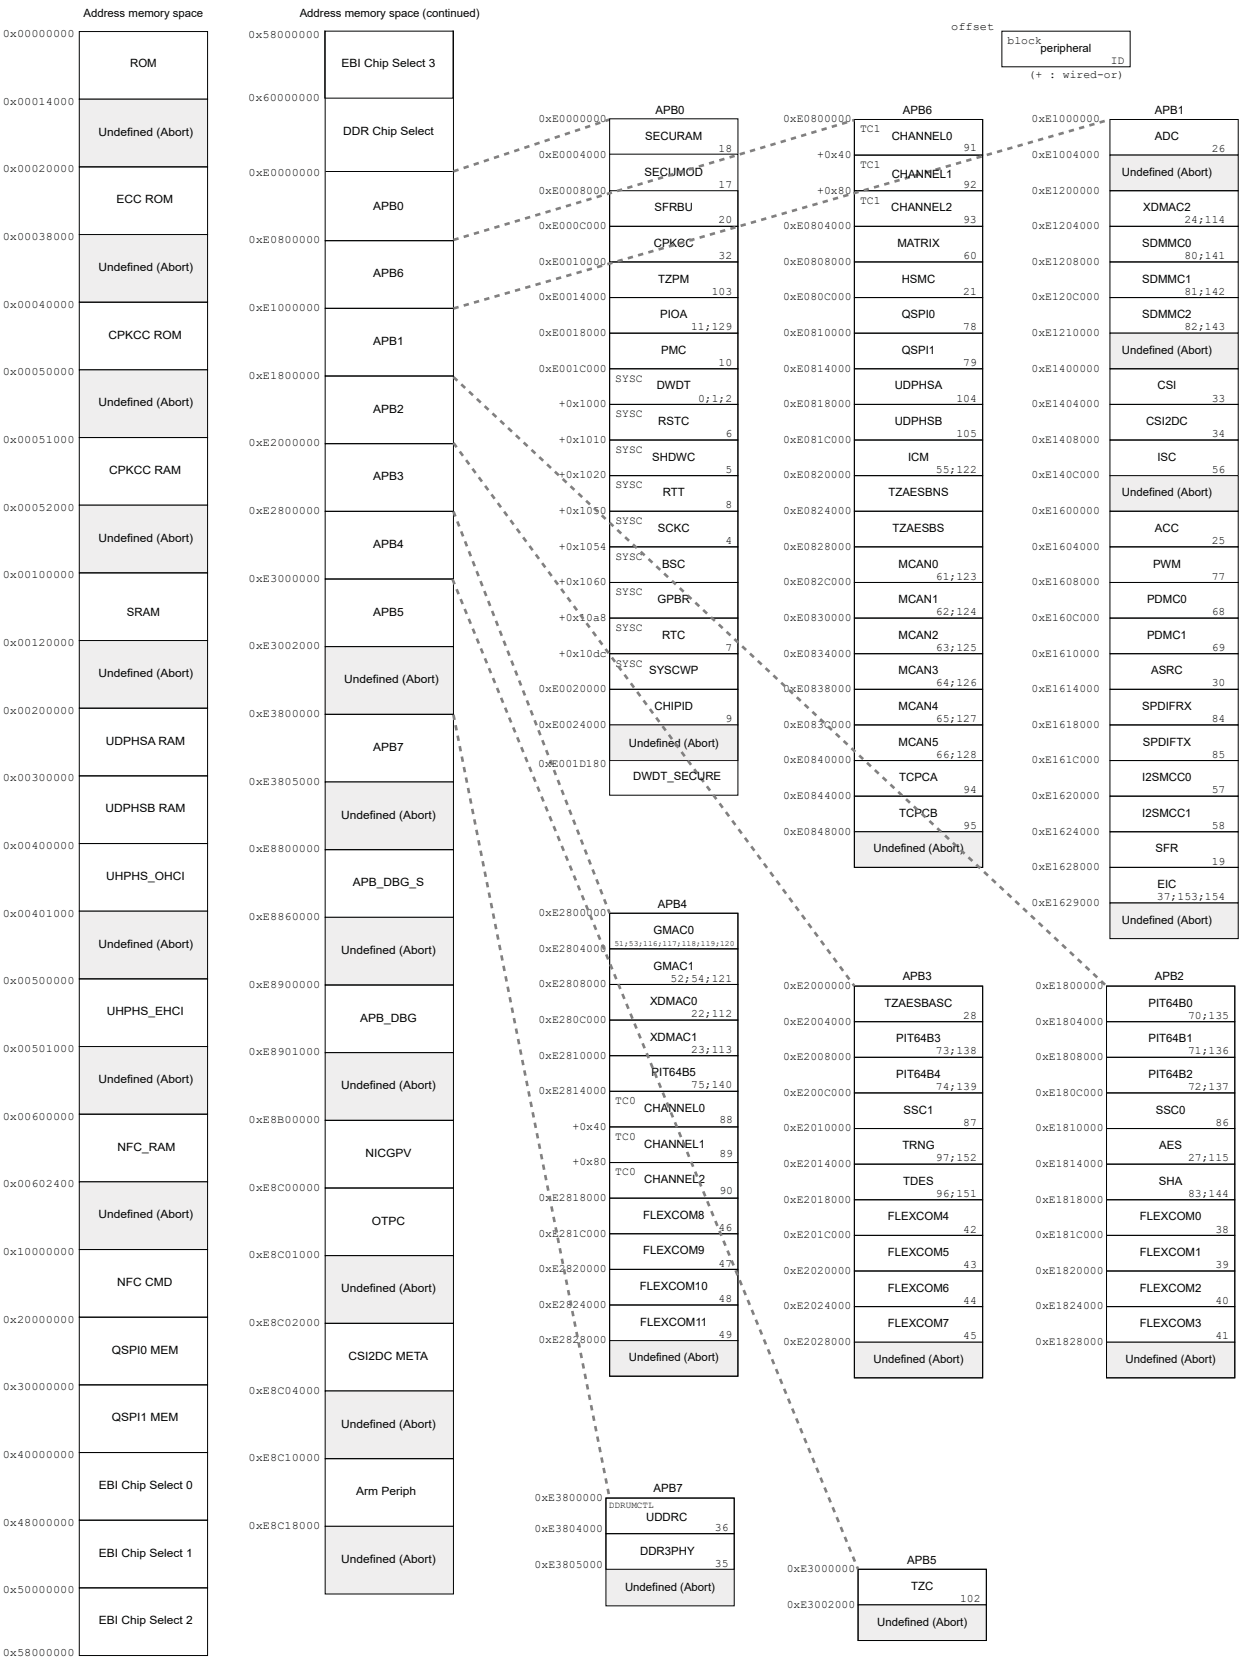 Address memory space
0x00000000
ROM
0x00014000
Undefined (Abort)
0x00020000
ECC ROM
0x00038000
Undefined (Abort)
0x00040000
CPKCC ROM
0x00050000
Undefined (Abort)
0x00051000
CPKCC RAM
0x00052000
Undefined (Abort)
0x00100000
SRAM
0x00120000
Undefined (Abort)
0x00200000
UDPHSA RAM
0x00300000
UDPHSB RAM
0x00400000
UHPHS_OHCI
0x00401000
Undefined (Abort)
0x00500000
UHPHS_EHCI
0x00501000
Undefined (Abort)
0x00600000
NFC_RAM
0x00602400
Undefined (Abort)
0x10000000
NFC CMD
0x20000000
QSPI0 MEM
0x30000000
QSPI1 MEM
0x40000000
EBI Chip Select 0
0x48000000
EBI Chip Select 1
0x50000000
EBI Chip Select 2
0x58000000
Address memory space (continued)
0x58000000
EBI Chip Select 3
0x60000000
DDR Chip Select
0xE0000000
APB0
0xE0800000
APB6
0xE1000000
APB1
0xE1800000
APB2
0xE2000000
APB3
0xE2800000
APB4
0xE3000000
APB5
0xE3002000
Undefined (Abort)
0xE3800000
APB7
0xE3805000
Undefined (Abort)
0xE8800000
APB_DBG_S
0xE8860000
Undefined (Abort)
0xE8900000
APB_DBG
0xE8901000
Undefined (Abort)
0xE8B00000
NICGPV
0xE8C00000
OTPC
0xE8C01000
Undefined (Abort)
0xE8C02000
CSI2DC META
0xE8C04000
Undefined (Abort)
0xE8C10000
Arm Periph
0xE8C18000
Undefined (Abort)
offset
block
peripheral
ID
(+ : wired-or)
APB0
0xE0000000
SECURAM
18
0xE0004000
SECUMOD
17
0xE0008000
SFRBU
20
0xE000C000
CPKCC
32
0xE0010000
TZPM
103
0xE0014000
PIOA
11;129
0xE0018000
PMC
10
0xE001C000
SYSC DWDT
0;1;2
+0x1000
SYSC RSTC
6
+0x1010
SYSC SHDWC
5
+0x1020
SYSC RTT
8
+0x1050
SYSC SCKC
4
+0x1054
SYSC BSC
+0x1060
SYSC GPBR
+0x10a8
SYSC RTC
7
+0x10dc
SYSC SYSCWP
0xE0020000
CHIPID
9
0xE0024000
Undefined (Abort)
0xE001D180
DWDT_SECURE
APB6
0xE0800000
TC1 CHANNEL0
91
+0x40
TC1 CHANNEL1
92
+0x80
TC1 CHANNEL2
93
0xE0804000
MATRIX
60
0xE0808000
HSMC
21
0xE080C000
QSPI0
78
0xE0810000
QSPI1
79
0xE0814000
UDPHSA
104
0xE0818000
UDPHSB
105
0xE081C000
ICM
55;122
0xE0820000
TZAESBNS
0xE0824000
TZAESBS
0xE0828000
MCAN0
61;123
0xE082C000
MCAN1
62;124
0xE0830000
MCAN2
63;125
0xE0834000
MCAN3
64;126
0xE0838000
MCAN4
65;127
0xE083C000
MCAN5
66;128
0xE0840000
TCPCA
94
0xE0844000
TCPCB
95
0xE0848000
Undefined (Abort)
APB1
0xE1000000
ADC
26
0xE1004000
Undefined (Abort)
0xE1200000
XDMAC2
24;114
0xE1204000
SDMMC0
80;141
0xE1208000
SDMMC1
81;142
0xE120C000
SDMMC2
82;143
0xE1210000
Undefined (Abort)
0xE1400000
CSI
33
0xE1404000
CSI2DC
34
0xE1408000
ISC
56
0xE140C000
Undefined (Abort)
0xE1600000
ACC
25
0xE1604000
PWM
77
0xE1608000
PDMC0
68
0xE160C000
PDMC1
69
0xE1610000
ASRC
30
0xE1614000
SPDIFRX
84
0xE1618000
SPDIFTX
85
0xE161C000
I2SMCC0
57
0xE1620000
I2SMCC1
58
0xE1624000
SFR
19
0xE1628000
EIC
37;153;154
0xE1629000
Undefined (Abort)
APB4
0xE2800000
GMAC0
51;53;116;117;118;119;120
0xE2804000
GMAC1
52;54;121
0xE2808000
XDMAC0
22;112
0xE280C000
XDMAC1
23;113
0xE2810000
PIT64B5
75;140
0xE2814000
TC0 CHANNEL0
88
+0x40
TC0 CHANNEL1
89
+0x80
TC0 CHANNEL2
90
0xE2818000
FLEXCOM8
46
0xE281C000
FLEXCOM9
47
0xE2820000
FLEXCOM10
48
0xE2824000
FLEXCOM11
49
0xE2828000
Undefined (Abort)
APB3
0xE2000000
TZAESBASC
28
0xE2004000
PIT64B3
73;138
0xE2008000
PIT64B4
74;139
0xE200C000
SSC1
87
0xE2010000
TRNG
97;152
0xE2014000
TDES
96;151
0xE2018000
FLEXCOM4
42
0xE201C000
FLEXCOM5
43
0xE2020000
FLEXCOM6
44
0xE2024000
FLEXCOM7
45
0xE2028000
Undefined (Abort)
APB2
0xE1800000
PIT64B0
70;135
0xE1804000
PIT64B1
71;136
0xE1808000
PIT64B2
72;137
0xE180C000
SSC0
86
0xE1810000
AES
27;115
0xE1814000
SHA
83;144
0xE1818000
FLEXCOM0
38
0xE181C000
FLEXCOM1
39
0xE1820000
FLEXCOM2
40
0xE1824000
FLEXCOM3
41
0xE1828000
Undefined (Abort)
APB7
0xE3800000
DDRUMCTL
UDDRC
36
0xE3804000
DDR3PHY
35
0xE3805000
Undefined (Abort)
APB5
0xE3000000
TZC
102
0xE3002000
Undefined (Abort)